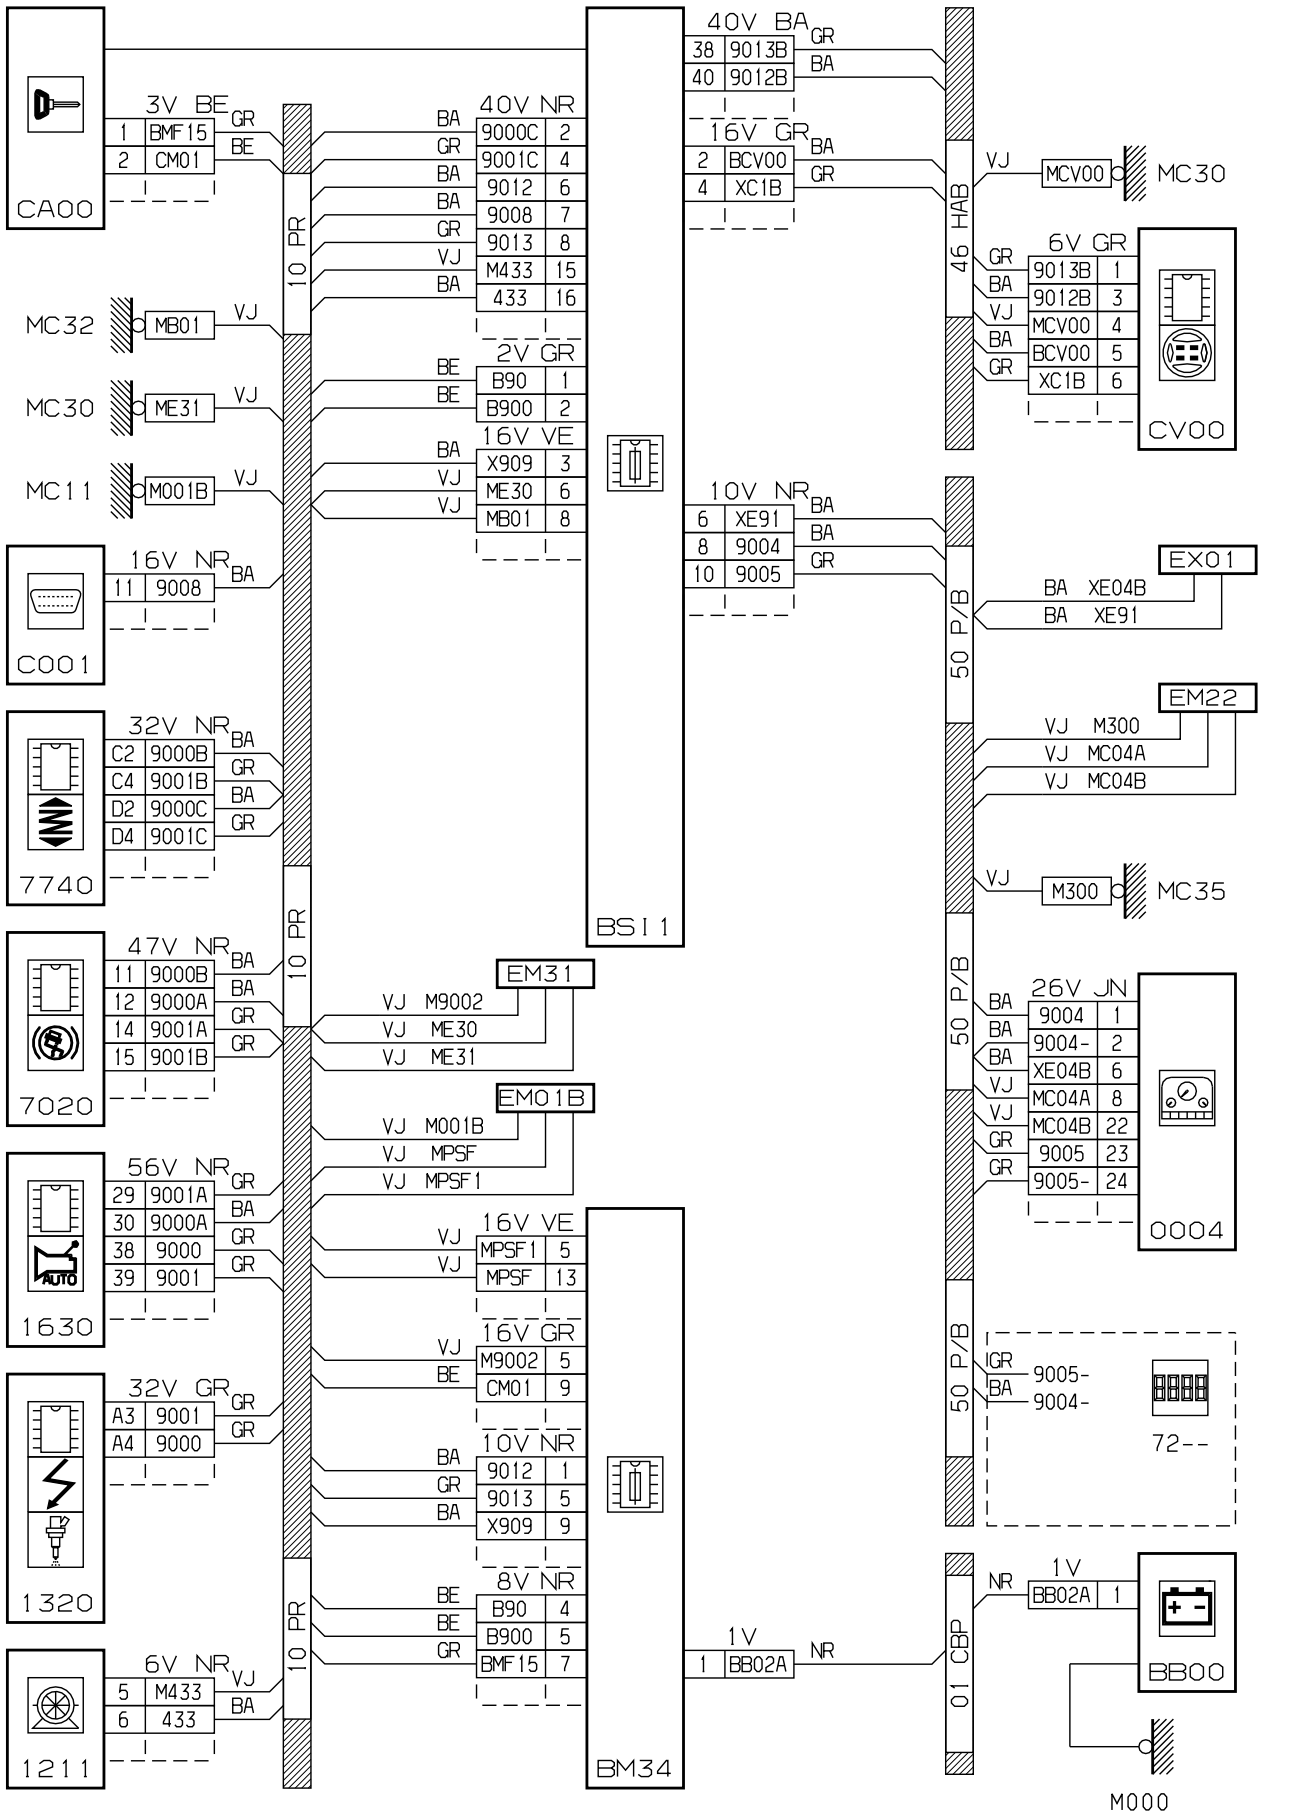 CA00
3V BE
1 BMF15 GR
2 CM01 BE
MC32 MB01 VJ
MC30 ME31 VJ
MC11 M001B VJ
C001
16V NR
11 9008 BA
7740
32V NR
C2 9000B BA
C4 9001B GR
D2 9000C BA
D4 9001C GR
7020
47V NR
11 9000B BA
12 9000A BA
14 9001A GR
15 9001B GR
1630
AUTO
56V NR
29 9001A GR
30 9000A BA
38 9000 GR
39 9001 GR
1320
32V GR
A3 9001 GR
A4 9000 GR
1211
6V NR
5 M433 VJ
6 433 BA
10 PR
10 PR
10 PR
BSI1
40V NR
BA 9000C 2
GR 9001C 4
BA 9012 6
BA 9008 7
GR 9013 8
VJ M433 15
BA 433 16
2V GR
BE B90 1
BE B900 2
16V VE
BA X909 3
VJ ME30 6
VJ MB01 8
EM31
VJ M9002
VJ ME30
VJ ME31
EM01B
VJ M001B
VJ MPSF
VJ MPSF1
BM34
16V VE
VJ MPSF1 5
VJ MPSF 13
16V GR
VJ M9002 5
BE CM01 9
10V NR
BA 9012 1
GR 9013 5
BA X909 9
8V NR
BE B90 4
BE B900 5
GR BMF15 7
40V BA
38 9013B GR
40 9012B BA
16V GR
2 BCV00 BA
4 XC1B GR
10V NR
6 XE91 BA
8 9004 BA
10 9005 GR
1V
1 BB02A NR
46 HAB
50 P/B
50 P/B
50 P/B
01 CBP
VJ MCV00 MC30
CV00
6V GR
GR 9013B 1
BA 9012B 3
VJ MCV00 4
BA BCV00 5
GR XC1B 6
EX01
BA XE04B
BA XE91
EM22
VJ M300
VJ MC04A
VJ MC04B
VJ M300 MC35
0004
26V JN
BA 9004 1
BA 9004- 2
BA XE04B 6
VJ MC04A 8
VJ MC04B 22
GR 9005 23
GR 9005- 24
GR 9005-
BA 9004-
72--
BB00
+ -
1V
NR BB02A 1
M000